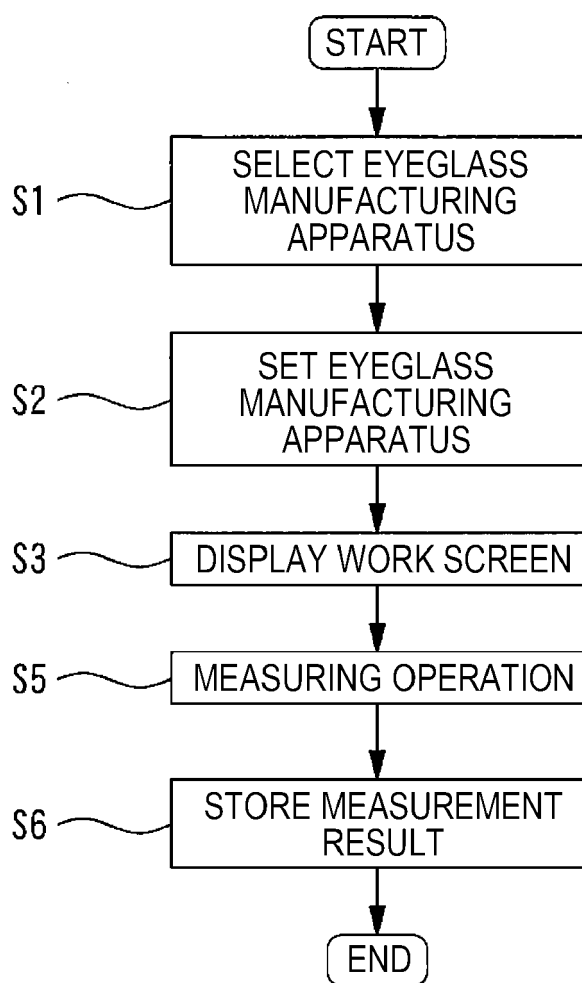 START
S1
SELECT EYEGLASS
MANUFACTURING
APPARATUS
S2
SET EYEGLASS
MANUFACTURING
APPARATUS
S3
DISPLAY WORK SCREEN
S5
MEASURING OPERATION
S6
STORE MEASUREMENT
RESULT
END